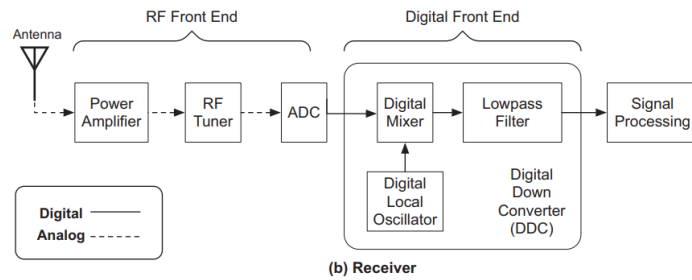 RF Front End
Digital Front End
Antenna
Power
Amplifier
RF
Tuner
ADC
Digital
Mixer
Lowpass
Filter
Signal
Processing
Digital
Local
Oscillator
Digital
Down
Converter
(DDC)
Digital
Analog
(b) Receiver